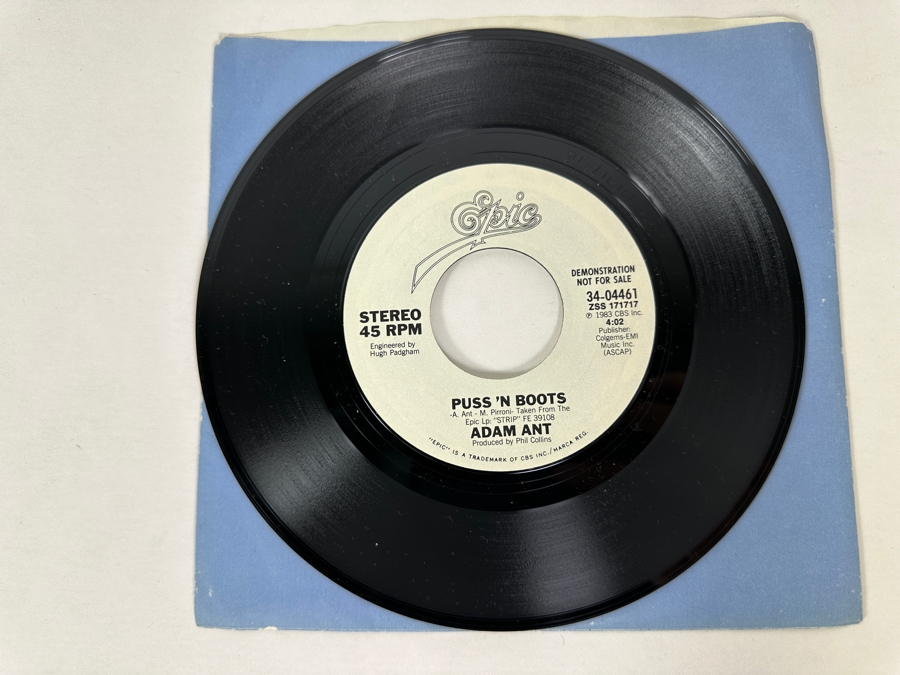 Epic
DEMONSTRATION
NOT FOR SALE
34-04461
ZSS 171717
℗ 1983 CBS Inc.
4:02
Publisher:
Colgems-EMI
Music Inc.
(ASCAP)
STEREO
45 RPM
Engineered by
Hugh Padgham
PUSS 'N BOOTS
-A. Ant - M. Pirroni- Taken From The
Epic Lp: "STRIP" FE 39108
ADAM ANT
Produced by Phil Collins
"EPIC" IS A TRADEMARK OF CBS INC./MARCA REG.